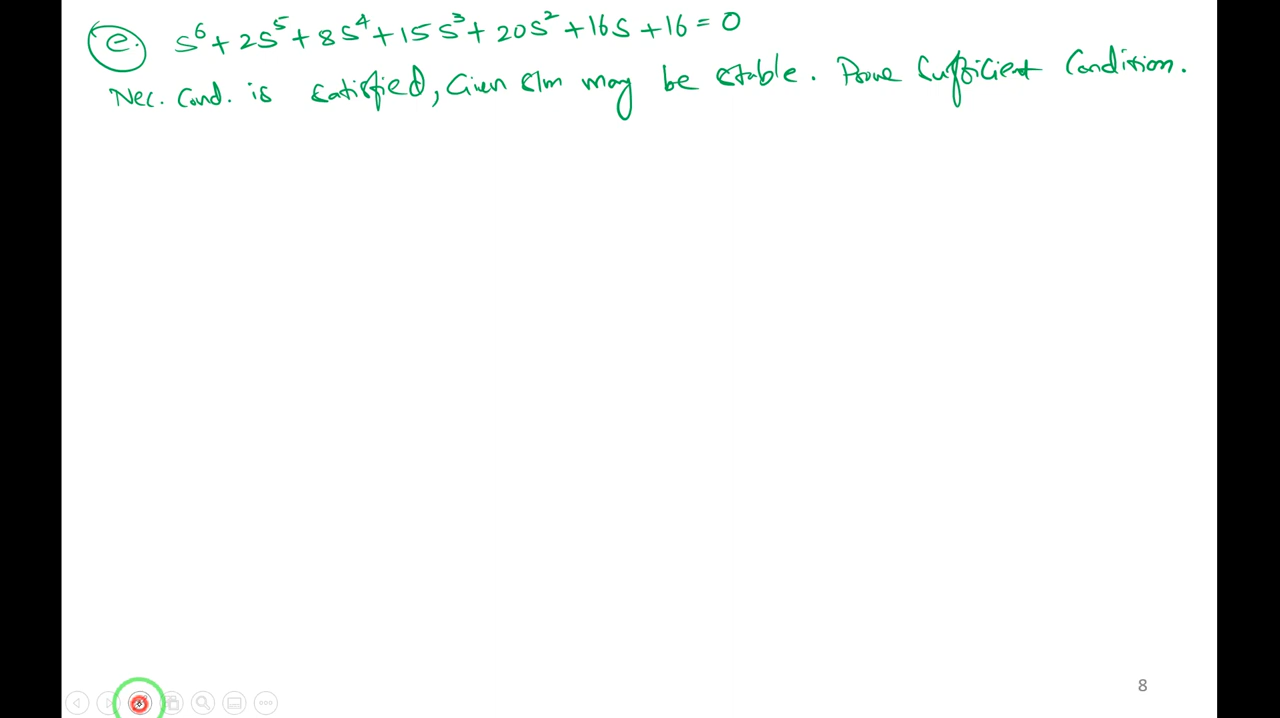 e. s⁶ + 2s⁵ + 8s⁴ + 15s³ + 20s² + 16s + 16 = 0
Nec. Cond. is satisfied, Given s/m may be stable. Prove Sufficient Condition.
8